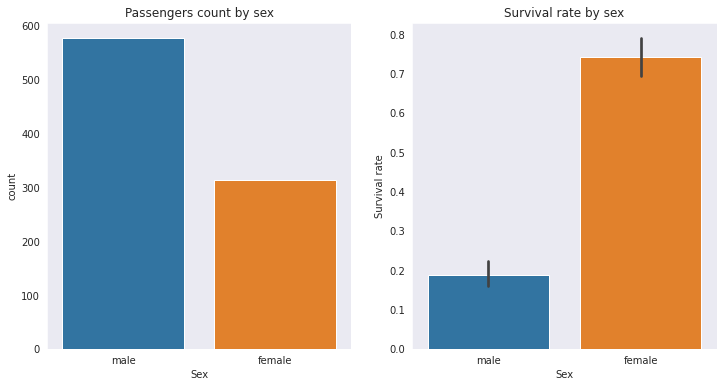 Passengers count by sex
600
500
400
300
200
100
0
count
male female
Sex
Survival rate by sex
0.8
0.7
0.6
0.5
0.4
0.3
0.2
0.1
0.0
Survival rate
male female
Sex